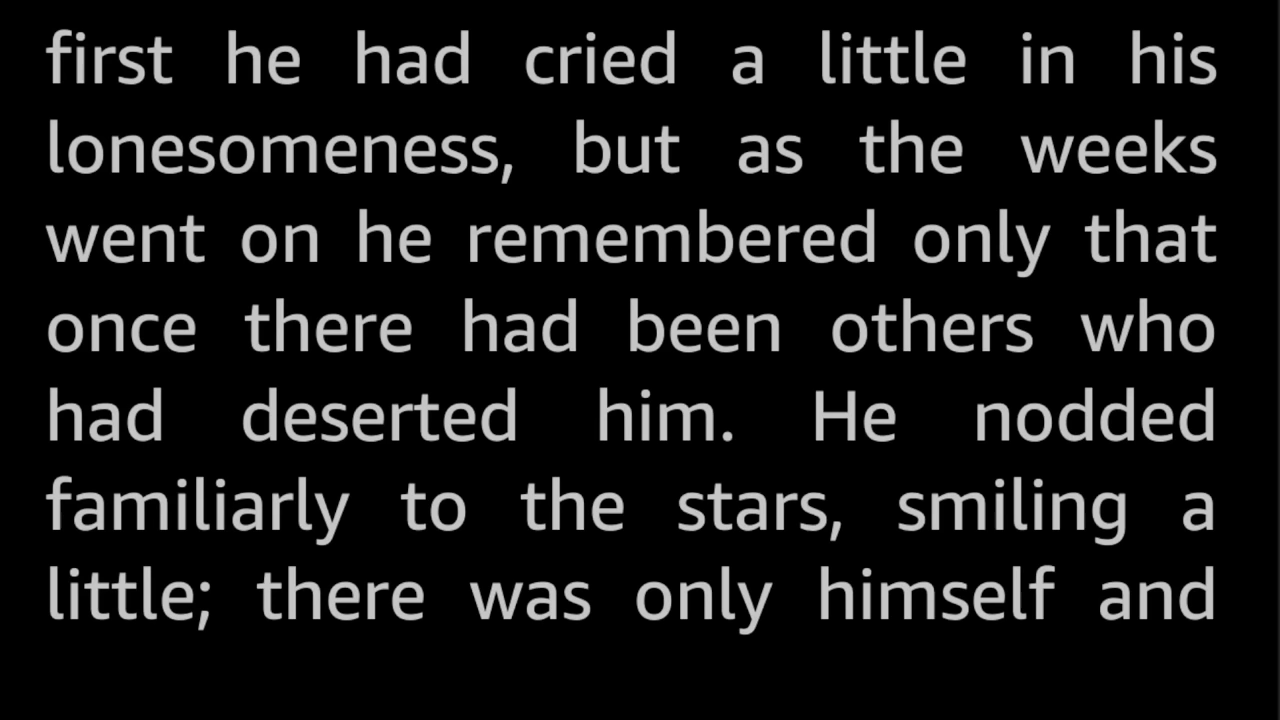 first he had cried a little in his
lonesomeness, but as the weeks
went on he remembered only that
once there had been others who
had deserted him. He nodded
familiarly to the stars, smiling a
little; there was only himself and